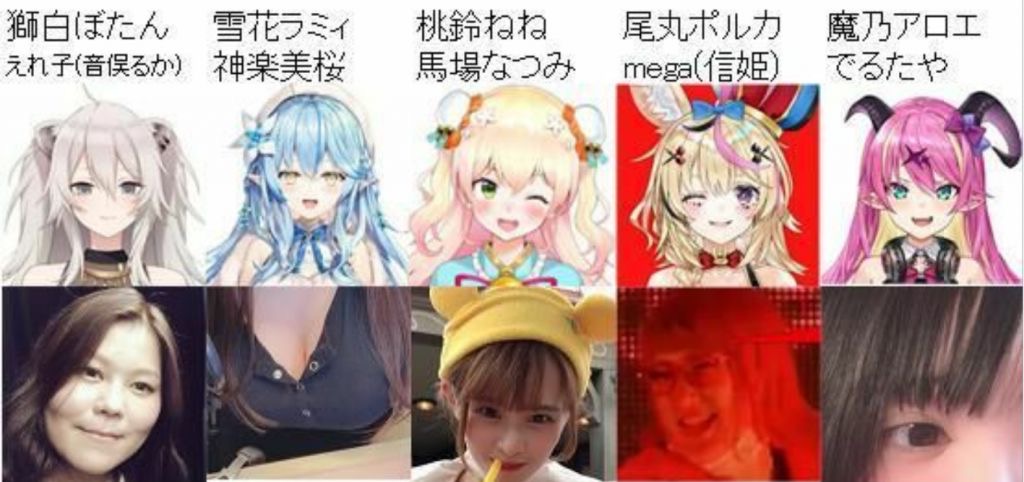 獅白ぼたん
えれ子(音俣るか)
雪花ラミィ
神楽美桜
桃鈴ねね
馬場なつみ
尾丸ポルカ
mega(信姫)
魔乃アロエ
でるたや